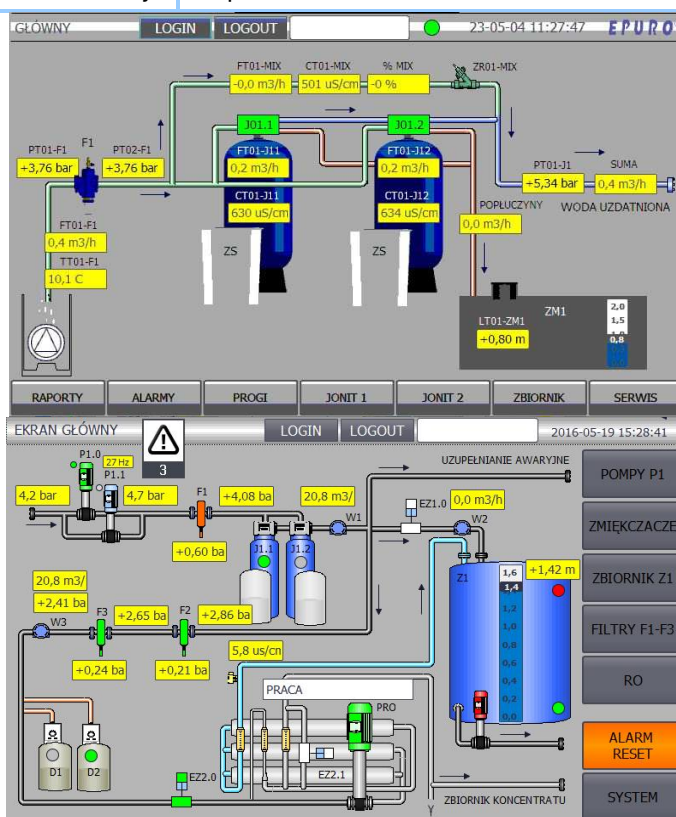 GŁÓWNY LOGIN LOGOUT 23-05-04 11:27:47 EPURO
FT01-MIX CT01-MIX % MIX ZR01-MIX
-0,0 m3/h 501 uS/cm -0 %
J01.1 J01.2
PT01-F1 F1 PT02-F1
+3,76 bar +3,76 bar
FT01-J11 FT01-J12
0,2 m3/h 0,2 m3/h
PT01-J1 SUMA
+5,34 bar 0,4 m3/h
CT01-J11 CT01-J12
630 uS/cm 634 uS/cm
POPŁUCZYNY WODA UZDATNIONA
0,0 m3/h
FT01-F1
0,4 m3/h
ZS ZS
TT01-F1
10,1 C
LT01-ZM1 ZM1
+0,80 m
2,0
1,5
0,8
RAPORTY ALARMY PROGI JONIT 1 JONIT 2 ZBIORNIK SERWIS
EKRAN GŁÓWNY 3 LOGIN LOGOUT 2016-05-19 15:28:41
P1.0 27 Hz UZUPEŁNIANIE AWARYJNE POMPY P1
P1.1
4,2 bar 4,7 bar F1 +4,08 ba 20,8 m3/ EZ1.0 0,0 m3/h
W1 W2 ZMIĘKCZACZE
+0,60 ba J1.1 J1.2
Z1 1,6 +1,42 m ZBIORNIK Z1
1,4
1,2
1,0
0,8
0,6
0,4
0,2
0,0
20,8 m3/
+2,41 bar
W3 F3 +2,65 bar F2 +2,86 bar
FILTRY F1-F3
+0,24 ba +0,21 ba 5,8 us/cn
PRACA RO
PRO
D1 D2 EZ2.0 EZ2.1
ALARM
RESET
ZBIORNIK KONCENTRATU SYSTEM